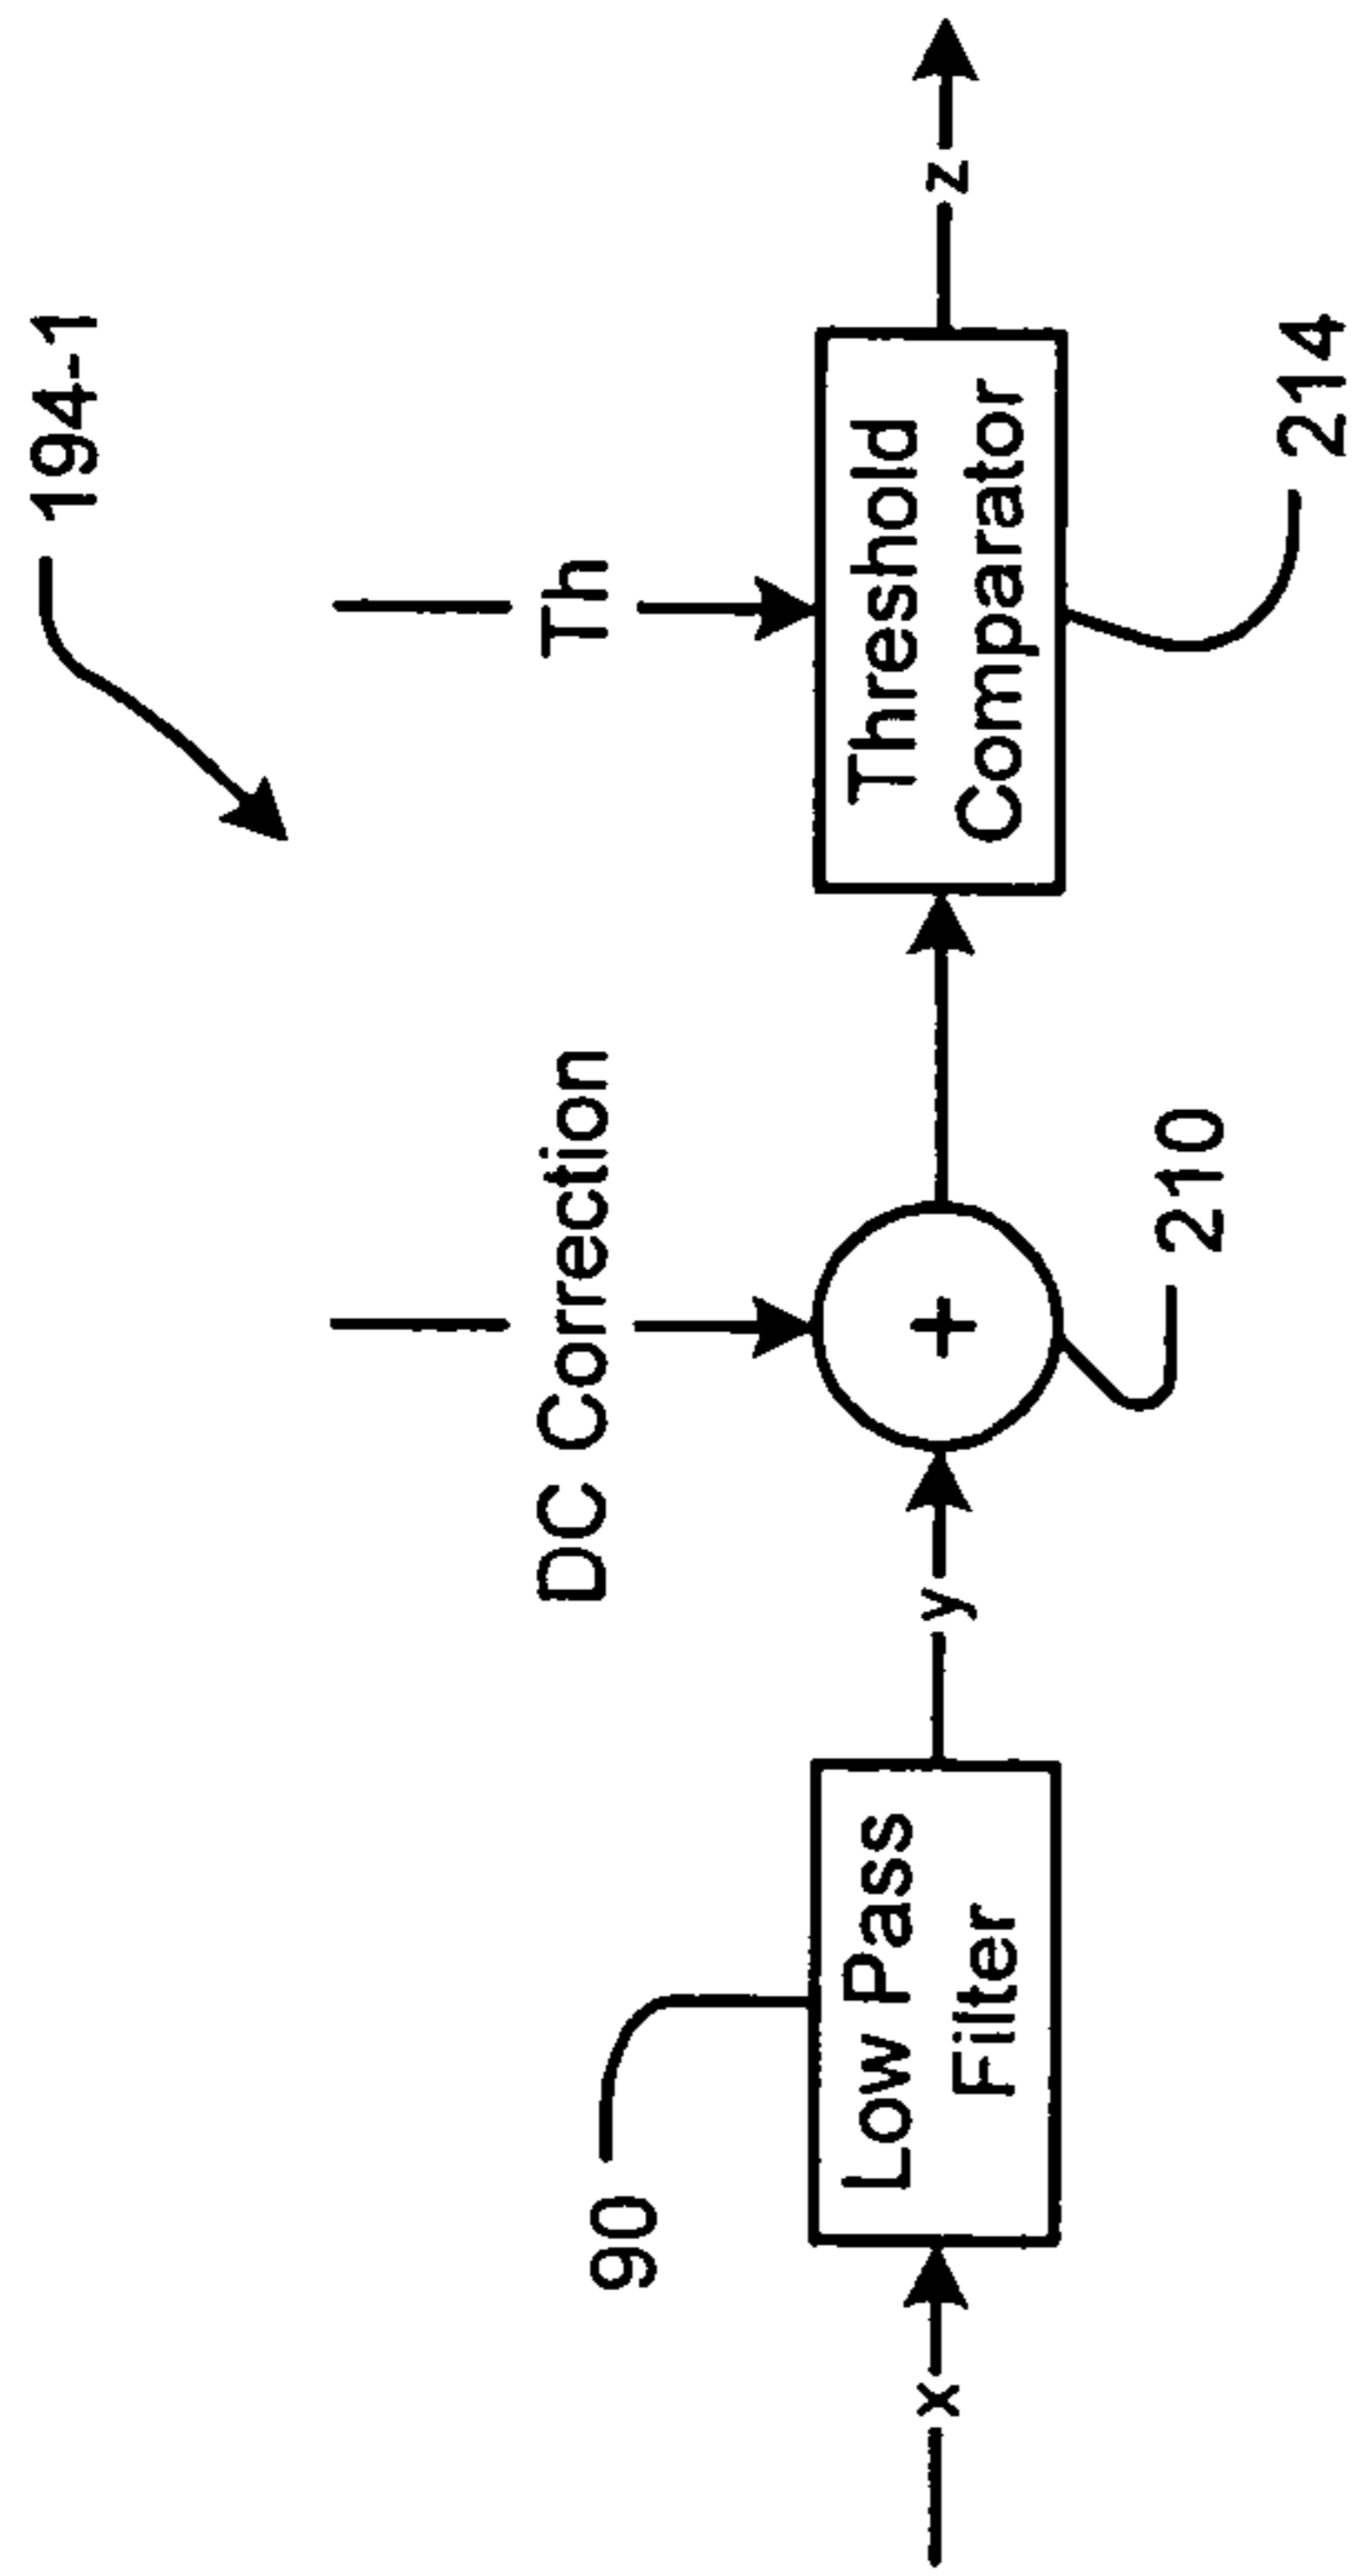 194-1
DC Correction
Th
90
x
Low Pass
Filter
y
+
Threshold
Comparator
z
210
214